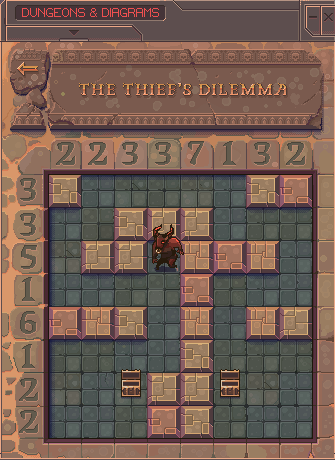 DUNGEONS & DIAGRAMS
THE THIEF'S DILEMMA
2 2 3 3 7 1 3 2
3
3
5
1
6
1
2
2